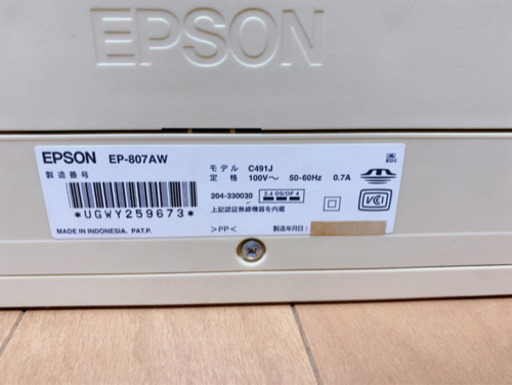 EPSON
EPSON EP-807AW
製造番号
*UGWY259673*
MADE IN INDONESIA. PAT.P.
モデル C491J
定格 100V～ 50-60Hz 0.7A
204-330030 2.4 DS/OF 4
上記認証無線機器を内蔵
>PP<
製造年月日:
VCI